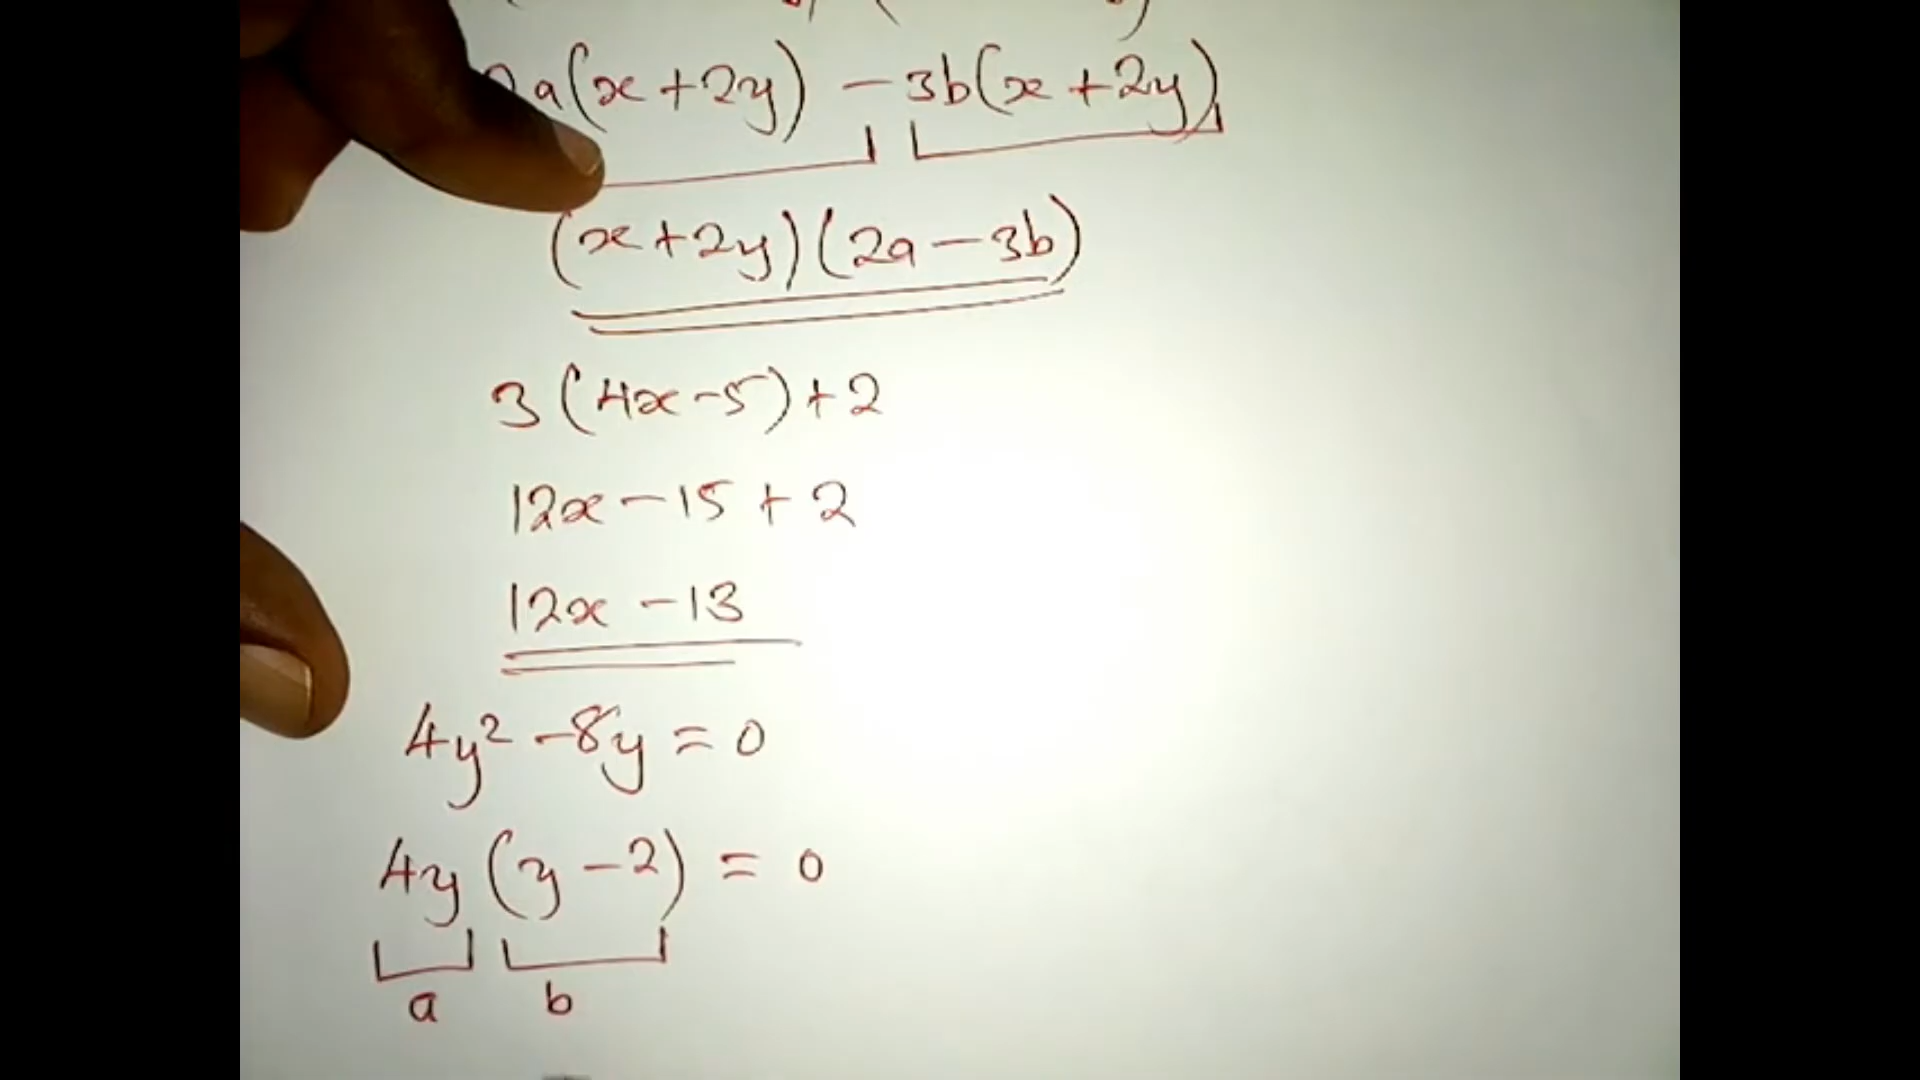 2a(x+2y) -3b(x+2y)
(x+2y)(2a-3b)
3(4x-5)+2
12x-15+2
12x-13
4y²-8y=0
4y(y-2)=0
a b